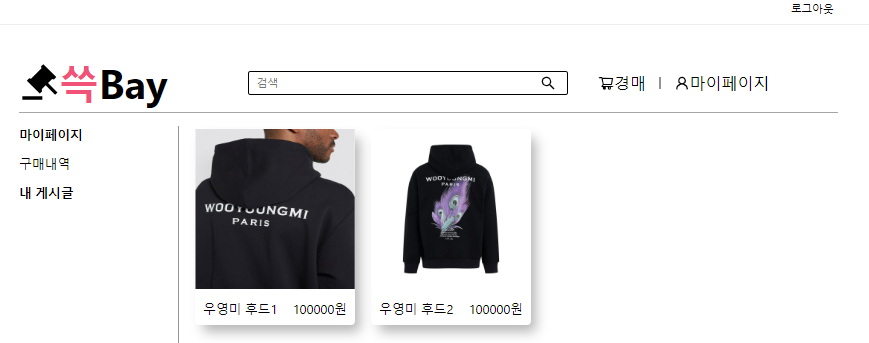 로그아웃
쓱Bay
검색
경매 | 마이페이지
마이페이지
구매내역
내 게시글
WOOYOUNGMI
PARIS
WOOYOUNGMI
PARIS
우영미 후드1 100000원
우영미 후드2 100000원